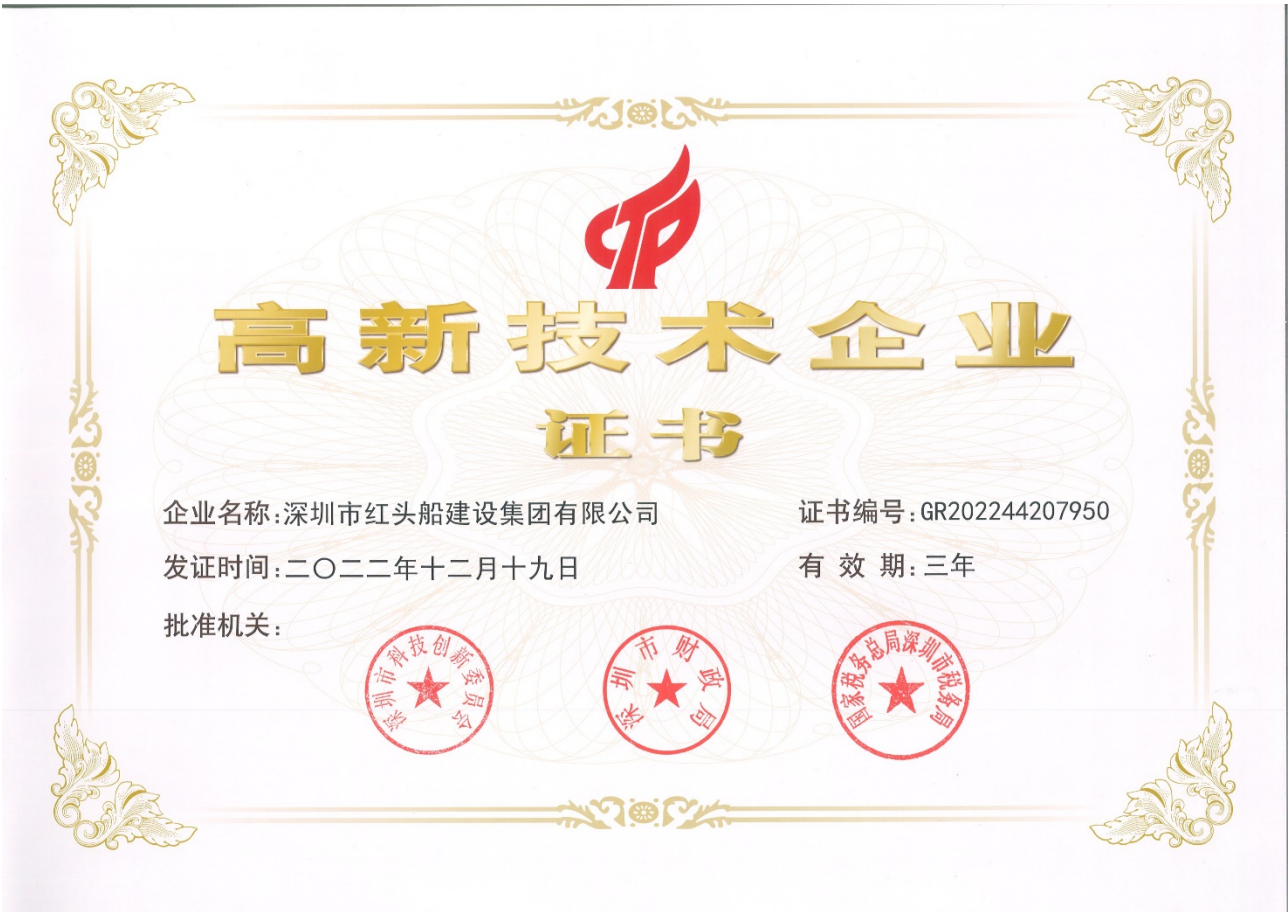 CTP
高新技术企业
证书
企业名称:深圳市红头船建设集团有限公司
证书编号:GR202244207950
发证时间:二〇二二年十二月十九日
有 效 期:三年
批准机关:
深圳市科技创新委员会
深圳市财政局
国家税务总局深圳市税务局